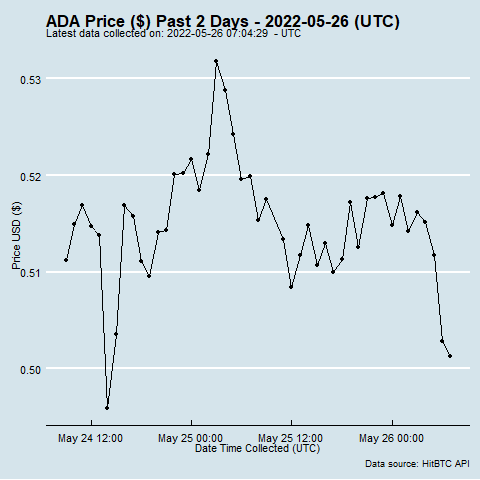 ADA Price ($) Past 2 Days - 2022-05-26 (UTC)
Latest data collected on: 2022-05-26 07:04:29  - UTC
0.53
0.52
0.51
0.50
Price USD ($)
May 24 12:00
May 25 00:00
May 25 12:00
May 26 00:00
Date Time Collected (UTC)
Data source: HitBTC API